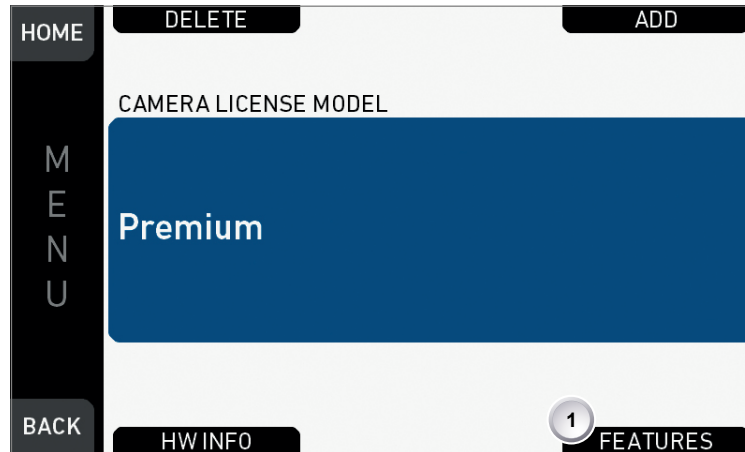 HOME
DELETE
ADD
CAMERA LICENSE MODEL
M
E
N
U
Premium
BACK
HW INFO
1
FEATURES